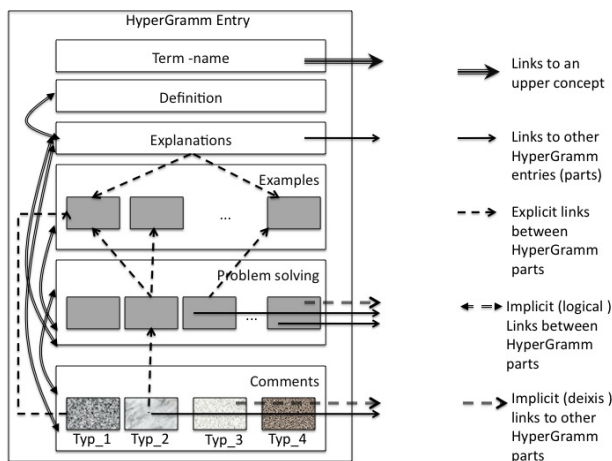 HyperGramm Entry
Term -name
Definition
Explanations
Examples
...
Problem solving
...
Comments
Typ_1
Typ_2
Typ_3
Typ_4
Links to an
upper concept
Links to other
HyperGramm
entries (parts)
Explicit links
between
HyperGramm
parts
Implicit (logical )
Links between
HyperGramm
parts
Implicit (deixis )
links to other
HyperGramm
parts